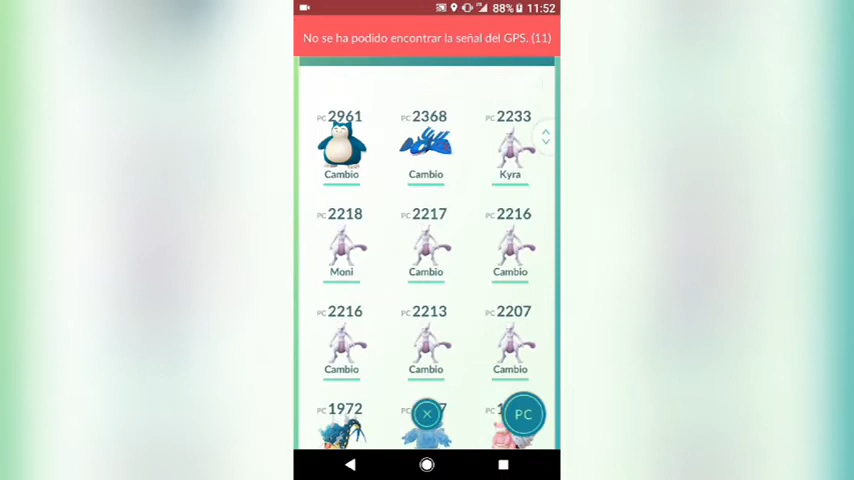 88% 11:52
No se ha podido encontrar la señal del GPS. (11)
PC 2961 PC 2368 PC 2233
Cambio Cambio Kyra
PC 2218 PC 2217 PC 2216
Moni Cambio Cambio
PC 2216 PC 2213 PC 2207
Cambio Cambio Cambio
PC 1972
PC